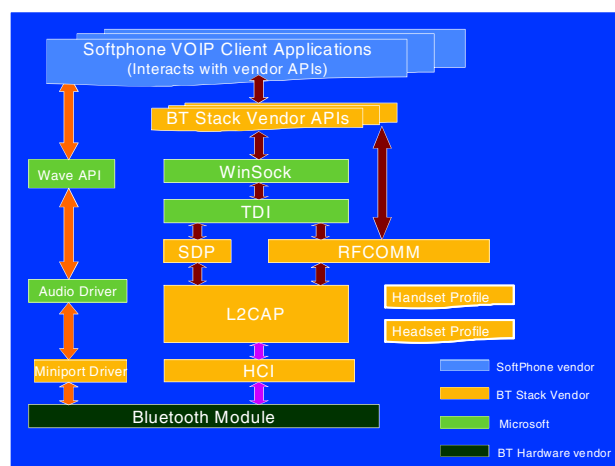 Softphone VOIP Client Applications
(Interacts with vendor APIs)
BT Stack Vendor APIs
Wave API
WinSock
TDI
SDP
RFCOMM
Audio Driver
L2CAP
Handset Profile
Headset Profile
Miniport Driver
HCI
Bluetooth Module
SoftPhone vendor
BT Stack Vendor
Microsoft
BT Hardware vendor